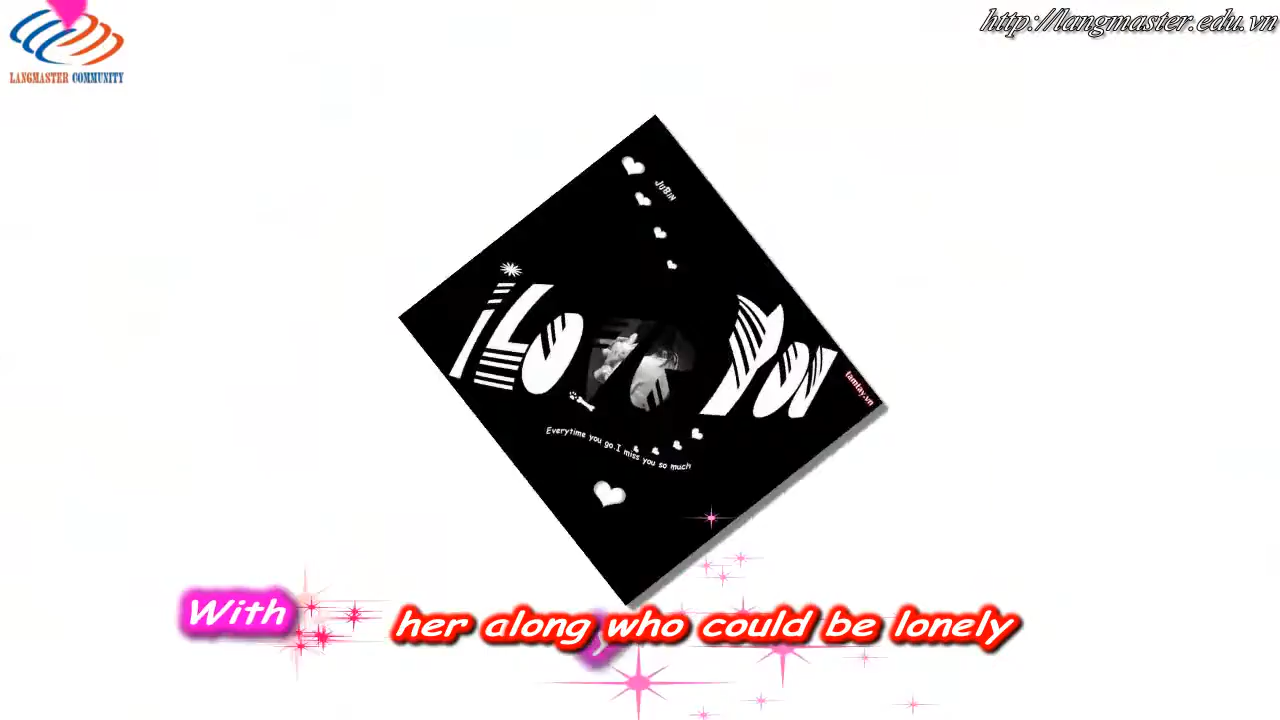 LANGMASTER COMMUNITY
http://langmaster.edu.vn
JUBIN
I Love You
tamtay.vn
Everytime you go.I miss you so much
With her along who could be lonely